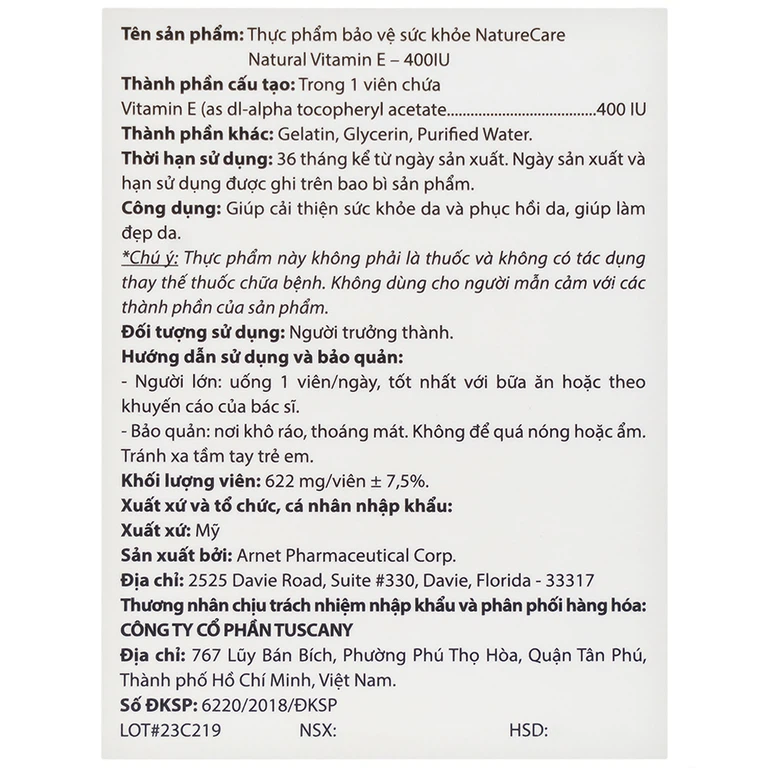 Tên sản phẩm: Thực phẩm bảo vệ sức khỏe NatureCare
Natural Vitamin E – 400IU
Thành phần cấu tạo: Trong 1 viên chứa
Vitamin E (as dl-alpha tocopheryl acetate......................................400 IU
Thành phần khác: Gelatin, Glycerin, Purified Water.
Thời hạn sử dụng: 36 tháng kể từ ngày sản xuất. Ngày sản xuất và
hạn sử dụng được ghi trên bao bì sản phẩm.
Công dụng: Giúp cải thiện sức khỏe da và phục hồi da, giúp làm
đẹp da.
*Chú ý: Thực phẩm này không phải là thuốc và không có tác dụng
thay thế thuốc chữa bệnh. Không dùng cho người mẫn cảm với các
thành phần của sản phẩm.
Đối tượng sử dụng: Người trưởng thành.
Hướng dẫn sử dụng và bảo quản:
- Người lớn: uống 1 viên/ngày, tốt nhất với bữa ăn hoặc theo
khuyến cáo của bác sĩ.
- Bảo quản: nơi khô ráo, thoáng mát. Không để quá nóng hoặc ẩm.
Tránh xa tầm tay trẻ em.
Khối lượng viên: 622 mg/viên ± 7,5%.
Xuất xứ và tổ chức, cá nhân nhập khẩu:
Xuất xứ: Mỹ
Sản xuất bởi: Arnet Pharmaceutical Corp.
Địa chỉ: 2525 Davie Road, Suite #330, Davie, Florida - 33317
Thương nhân chịu trách nhiệm nhập khẩu và phân phối hàng hóa:
CÔNG TY CỔ PHẦN TUSCANY
Địa chỉ: 767 Lũy Bán Bích, Phường Phú Thọ Hòa, Quận Tân Phú,
Thành phố Hồ Chí Minh, Việt Nam.
Số ĐKSP: 6220/2018/ĐKSP
LOT#23C219 NSX: HSD: